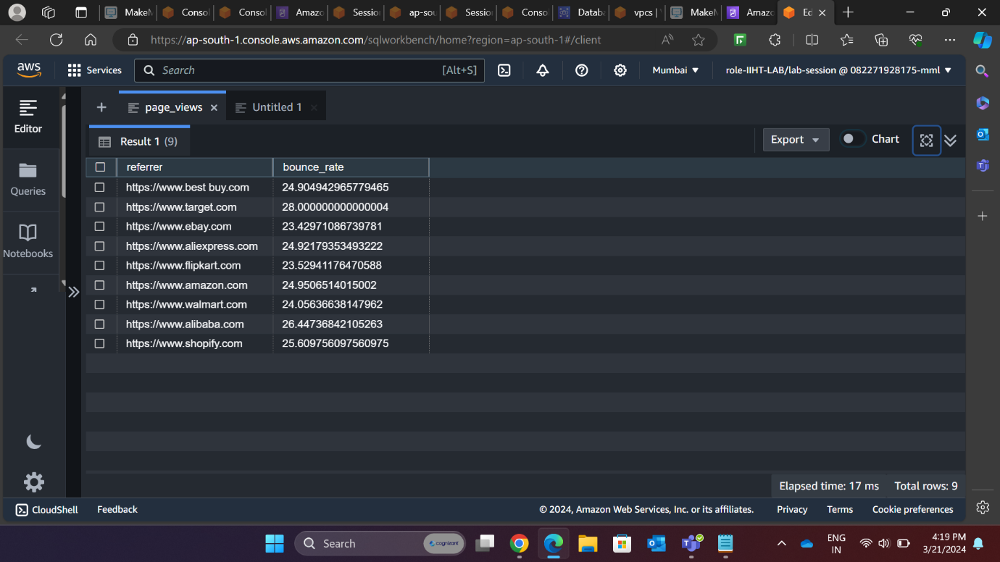 MakeM
Consol
Consol
Amazo
Session
ap-sou
Session
Consol
Databa
vpcs |
MakeM
Amazo
Ed
https://ap-south-1.console.aws.amazon.com/sqlworkbench/home?region=ap-south-1#/client
aws
Services
Search
[Alt+S]
Mumbai
role-IIHT-LAB/lab-session @ 082271928175-mml
Editor
page_views
Untitled 1
Result 1 (9)
Export
Chart
Queries
Notebooks
referrer bounce_rate
https://www.best buy.com 24.904942965779465
https://www.target.com 28.000000000000004
https://www.ebay.com 23.42971086739781
https://www.aliexpress.com 24.92179353493222
https://www.flipkart.com 23.52941176470588
https://www.amazon.com 24.9506514015002
https://www.walmart.com 24.05636638147962
https://www.alibaba.com 26.44736842105263
https://www.shopify.com 25.609756097560975
Elapsed time: 17 ms Total rows: 9
CloudShell Feedback © 2024, Amazon Web Services, Inc. or its affiliates. Privacy Terms Cookie preferences
Search
cognizant
ENG
IN
4:19 PM
3/21/2024